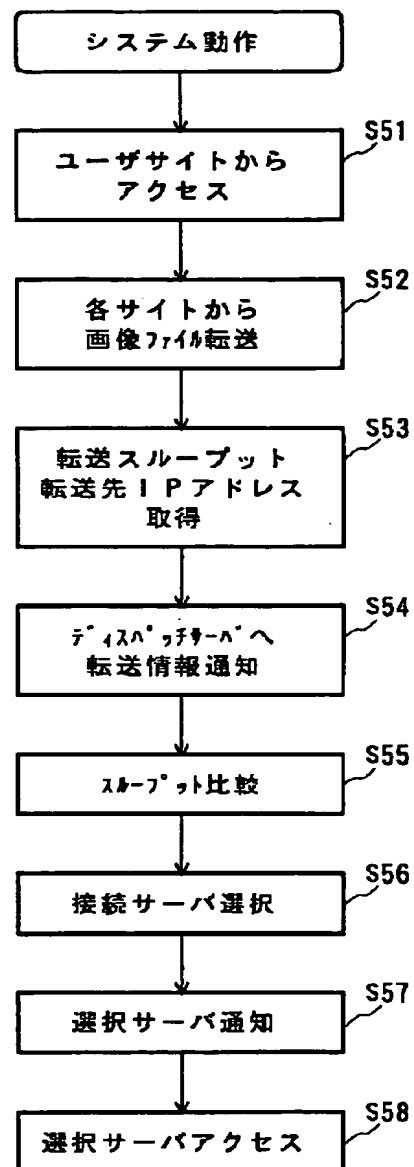 システム動作
S51
ユーザサイトから
アクセス
S52
各サイトから
画像ﾌｧｲﾙ転送
S53
転送スループット
転送先ＩＰアドレス
取得
S54
ﾃﾞｨｽﾊﾟｯﾁｻｰﾊﾞへ
転送情報通知
S55
ｽﾙｰﾌﾟｯﾄ比較
S56
接続サーバ選択
S57
選択サーバ通知
S58
選択サーバアクセス